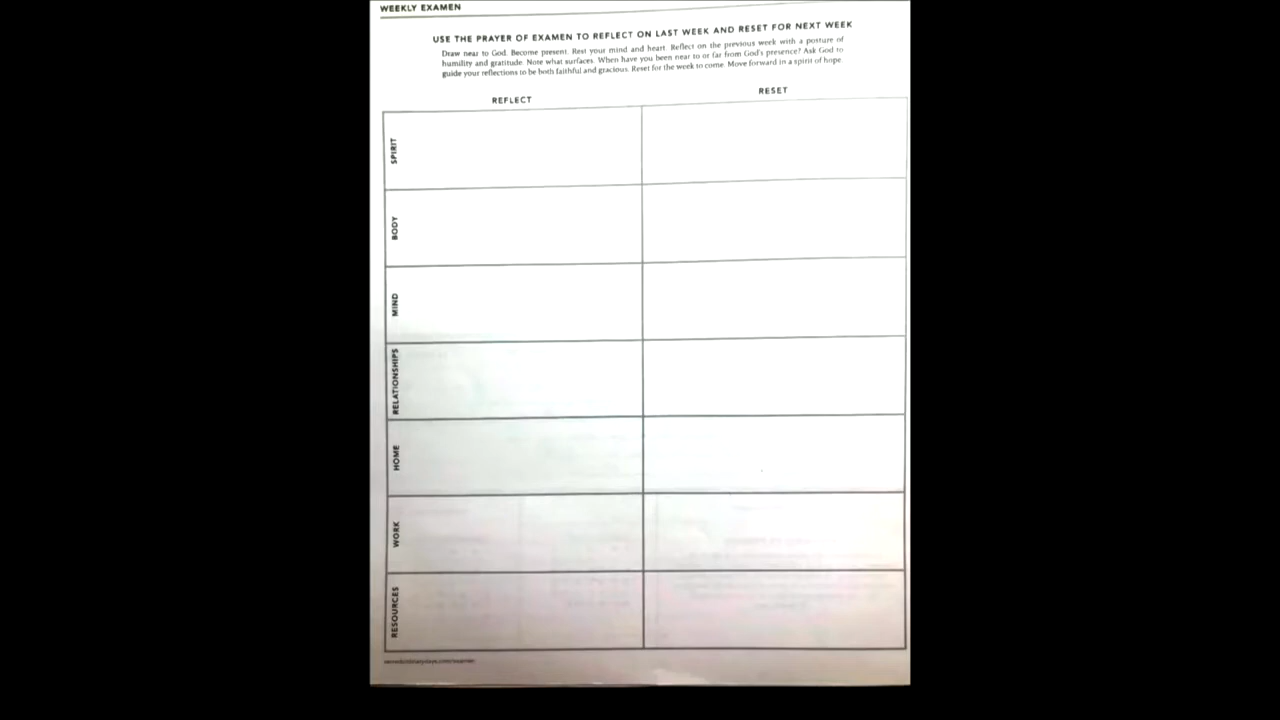 WEEKLY EXAMEN
USE THE PRAYER OF EXAMEN TO REFLECT ON LAST WEEK AND RESET FOR NEXT WEEK
Draw near to God. Become present. Rest your mind and heart. Reflect on the previous week with a posture of
humility and gratitude. Note what surfaces. When have you been near to or far from God's presence? Ask God to
guide your reflections to be both faithful and gracious. Reset for the week to come. Move forward in a spirit of hope.
REFLECT
RESET
SPIRIT
BODY
MIND
RELATIONSHIPS
HOME
WORK
RESOURCES